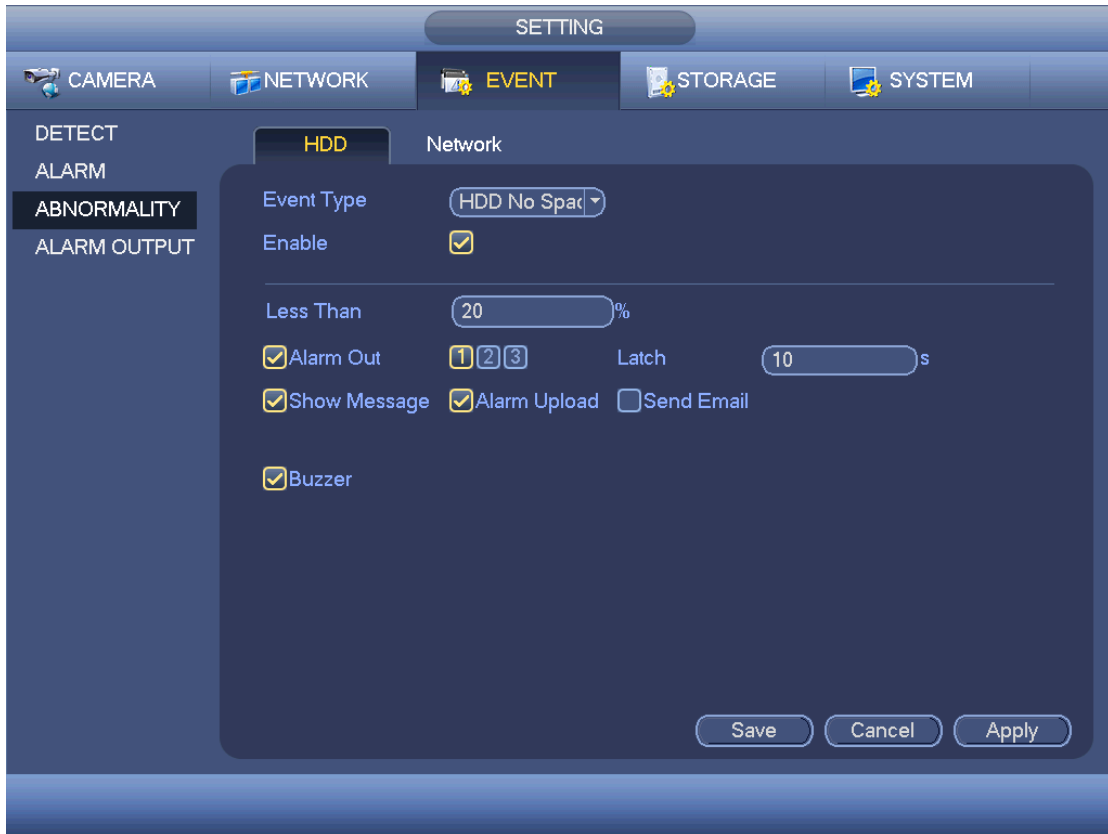 SETTING
CAMERA NETWORK EVENT STORAGE SYSTEM
DETECT
ALARM
ABNORMALITY
ALARM OUTPUT
HDD Network
Event Type HDD No Spac
Enable
Less Than 20 %
Alarm Out 1 2 3 Latch 10 s
Show Message Alarm Upload Send Email
Buzzer
Save Cancel Apply